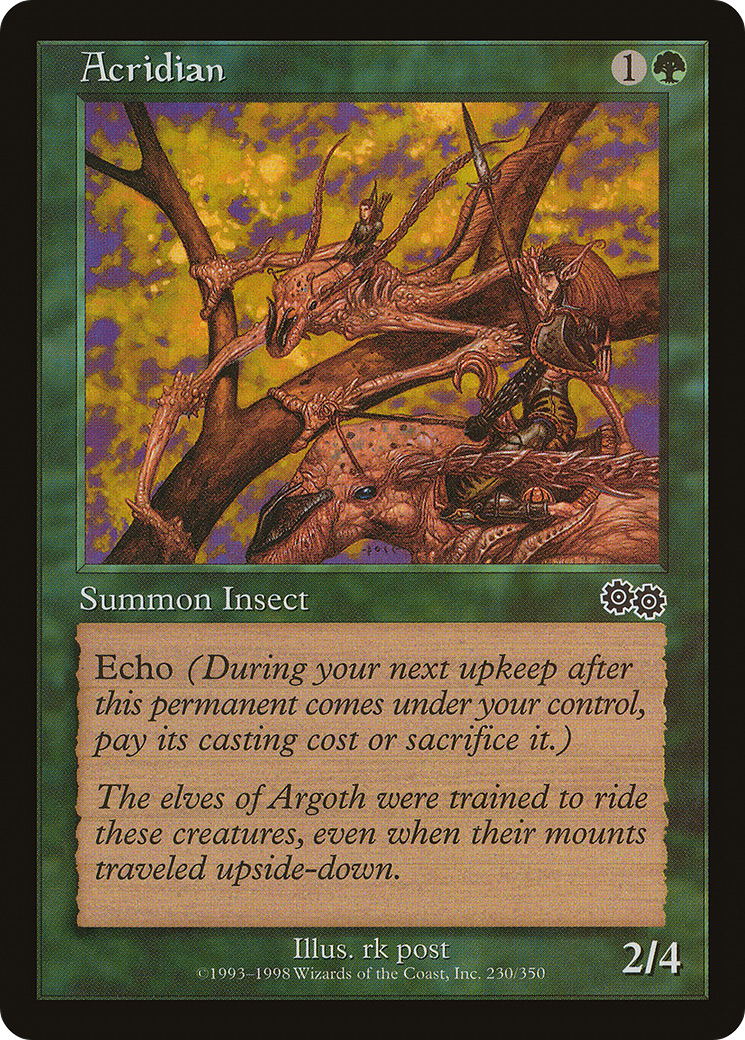 Acridian
1
Summon Insect
Echo (During your next upkeep after
this permanent comes under your control,
pay its casting cost or sacrifice it.)
The elves of Argoth were trained to ride
these creatures, even when their mounts
traveled upside-down.
Illus. rk post
©1993–1998 Wizards of the Coast, Inc. 230/350
2/4